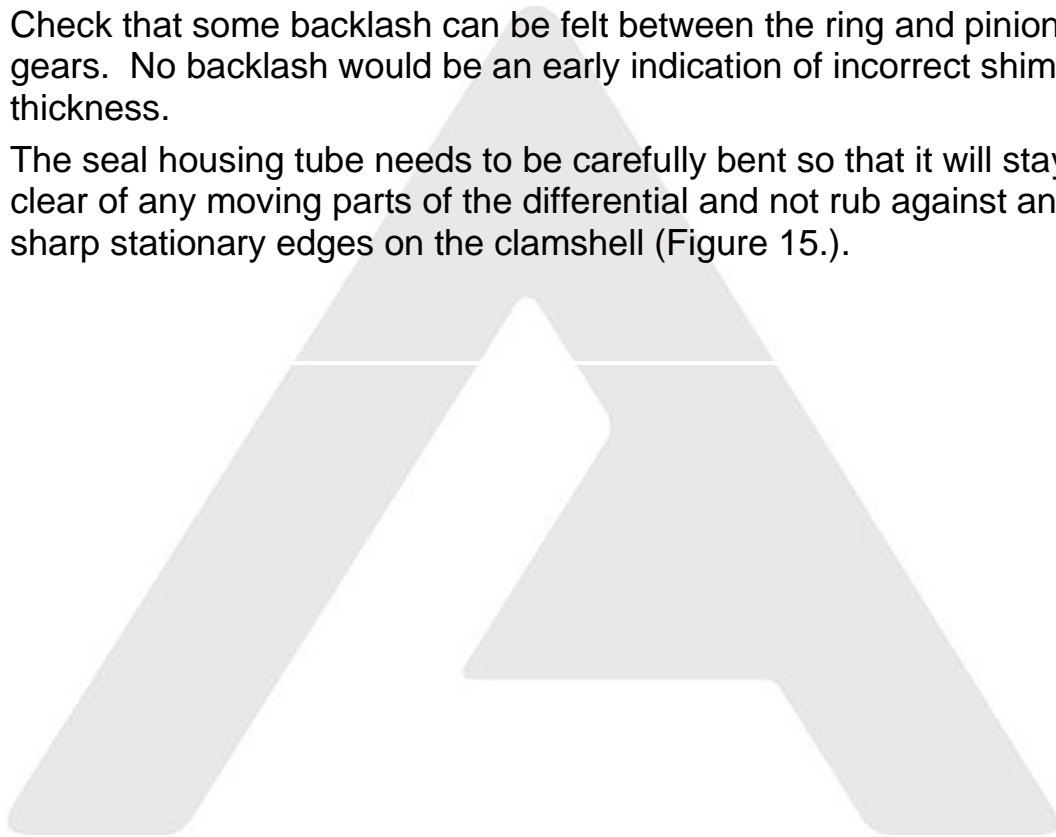 Check that some backlash can be felt between the ring and pinion
gears.  No backlash would be an early indication of incorrect shim
thickness.
The seal housing tube needs to be carefully bent so that it will stay
clear of any moving parts of the differential and not rub against an
sharp stationary edges on the clamshell (Figure 15.).